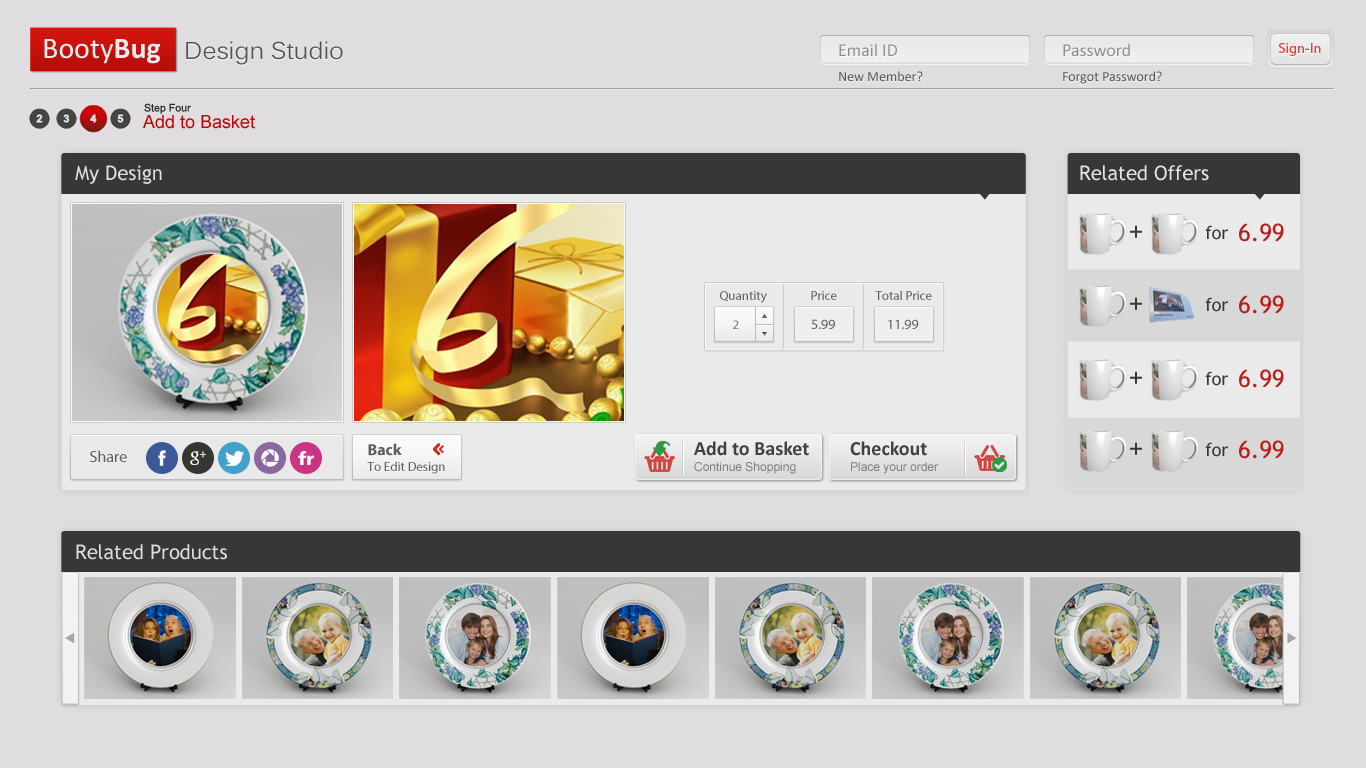 BootyBug Design Studio
Email ID
Password
Sign-In
New Member?
Forgot Password?
2 3 4 5
Step Four
Add to Basket
My Design
Related Offers
Quantity
Price
Total Price
2
5.99
11.99
+ for 6.99
+ for 6.99
+ for 6.99
+ for 6.99
Share
f g+ fr
Back
To Edit Design
Add to Basket
Continue Shopping
Checkout
Place your order
Related Products